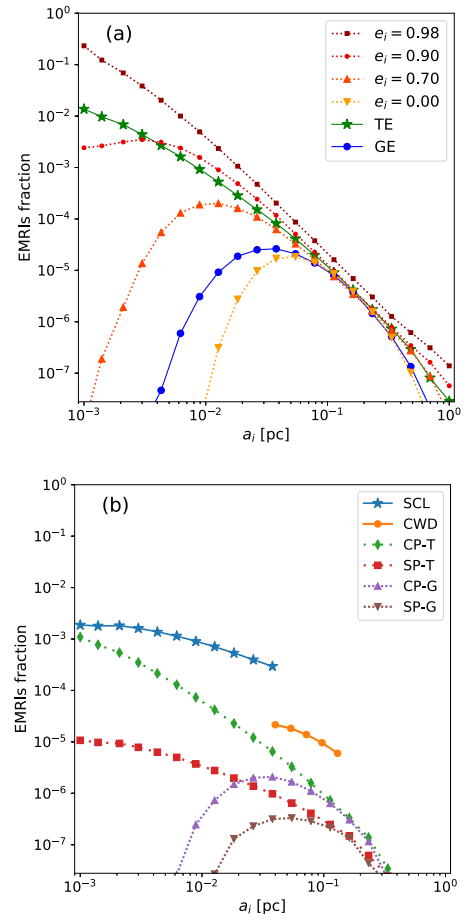 (a)
e_i = 0.98
e_i = 0.90
e_i = 0.70
e_i = 0.00
TE
GE
10^0
10^-1
10^-2
10^-3
10^-4
10^-5
10^-6
10^-7
EMRIs fraction
10^-3
10^-2
10^-1
10^0
a_i [pc]
(b)
SCL
CWD
CP-T
SP-T
CP-G
SP-G
10^0
10^-1
10^-2
10^-3
10^-4
10^-5
10^-6
10^-7
EMRIs fraction
10^-3
10^-2
10^-1
10^0
a_i [pc]